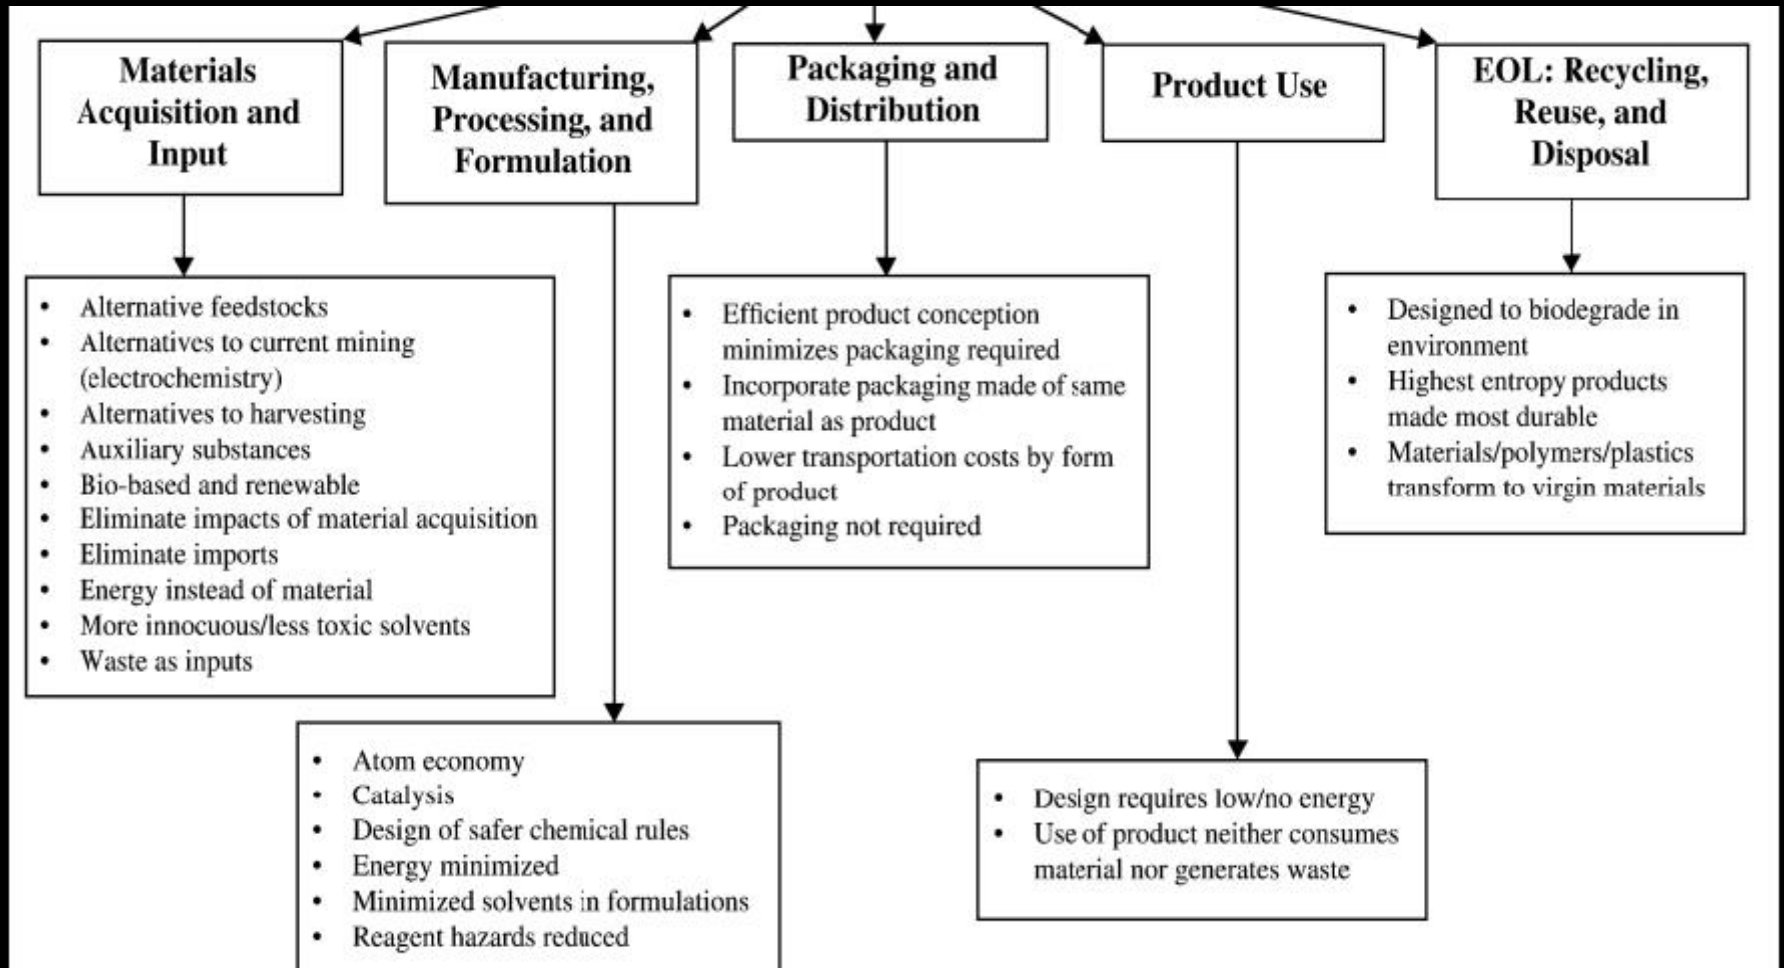 Materials
Acquisition and
Input
Manufacturing,
Processing, and
Formulation
Packaging and
Distribution
Product Use
EOL: Recycling,
Reuse, and
Disposal
• Alternative feedstocks
• Alternatives to current mining
(electrochemistry)
• Alternatives to harvesting
• Auxiliary substances
• Bio-based and renewable
• Eliminate impacts of material acquisition
• Eliminate imports
• Energy instead of material
• More innocuous/less toxic solvents
• Waste as inputs
• Efficient product conception
minimizes packaging required
• Incorporate packaging made of same
material as product
• Lower transportation costs by form
of product
• Packaging not required
• Designed to biodegrade in
environment
• Highest entropy products
made most durable
• Materials/polymers/plastics
transform to virgin materials
• Atom economy
• Catalysis
• Design of safer chemical rules
• Energy minimized
• Minimized solvents in formulations
• Reagent hazards reduced
• Design requires low/no energy
• Use of product neither consumes
material nor generates waste